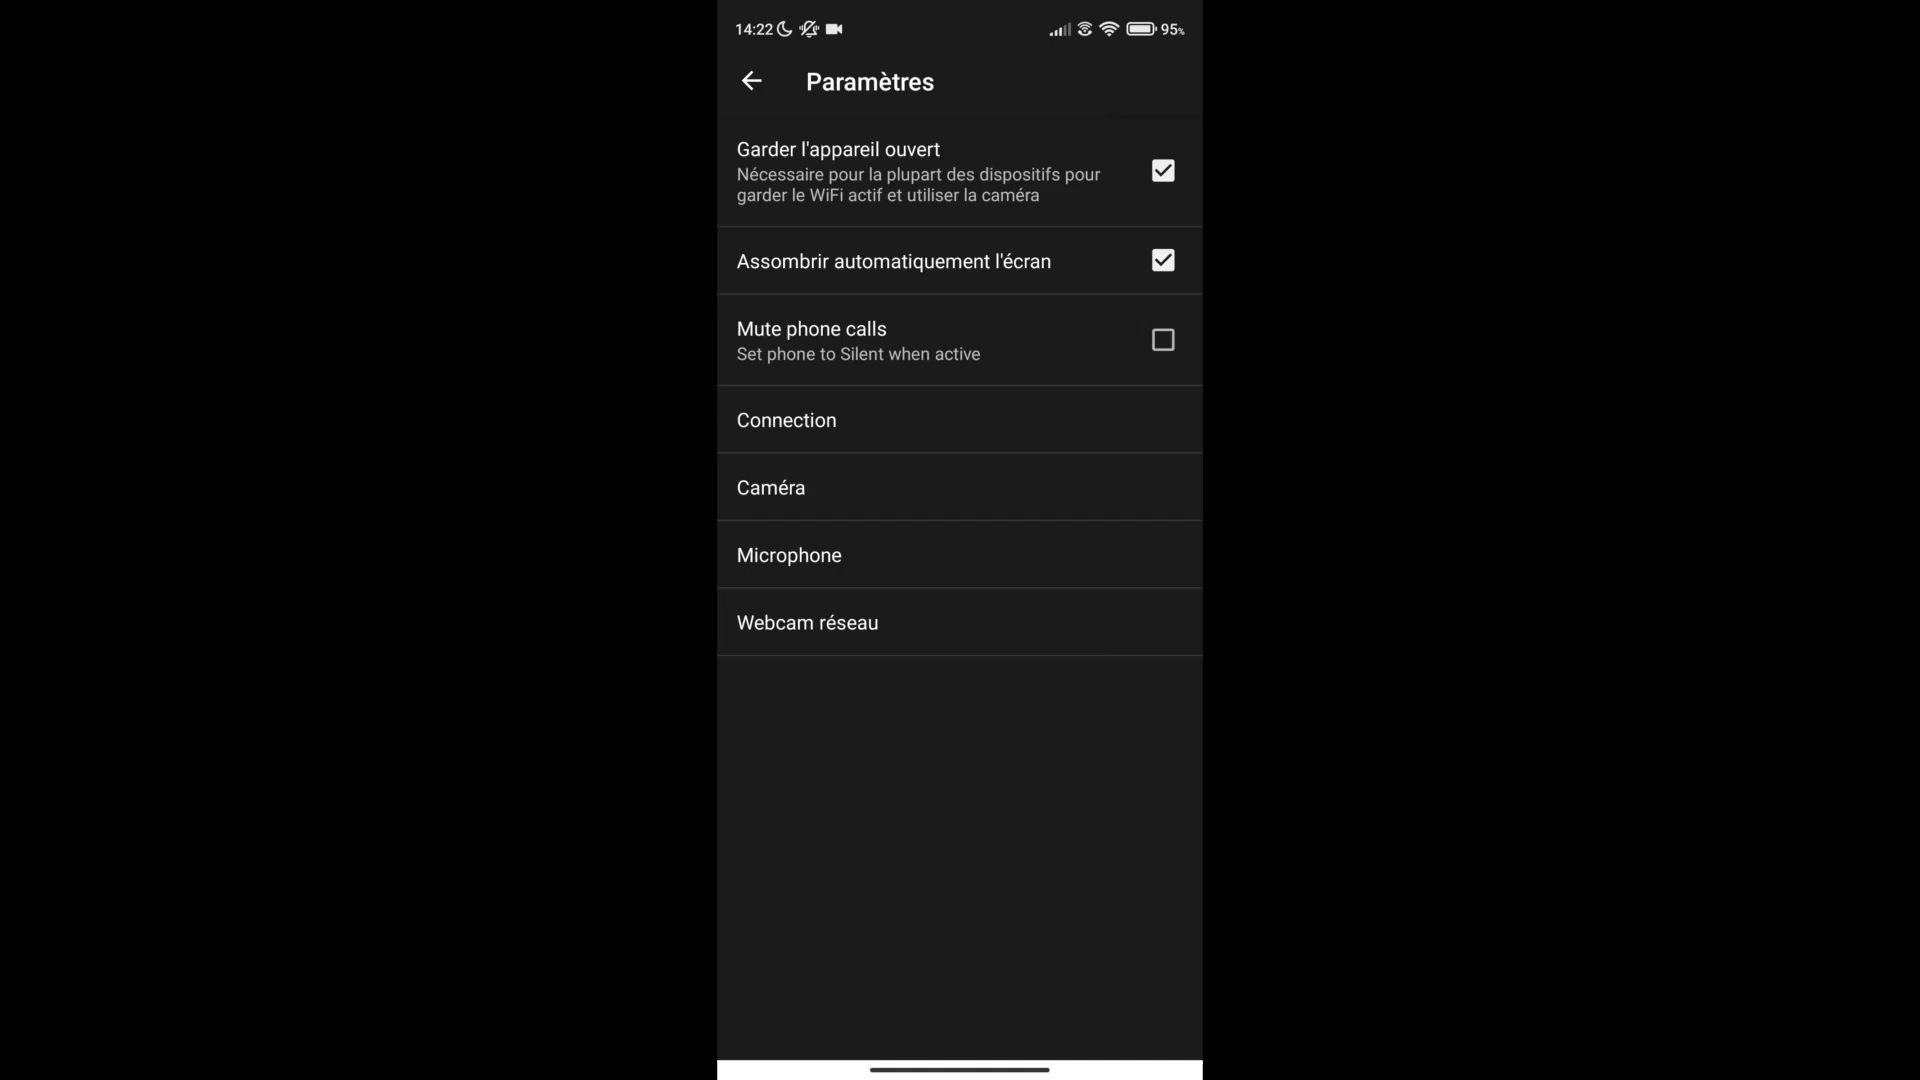 14:22 95%
Paramètres
Garder l'appareil ouvert
Nécessaire pour la plupart des dispositifs pour
garder le WiFi actif et utiliser la caméra
Assombrir automatiquement l'écran
Mute phone calls
Set phone to Silent when active
Connection
Caméra
Microphone
Webcam réseau